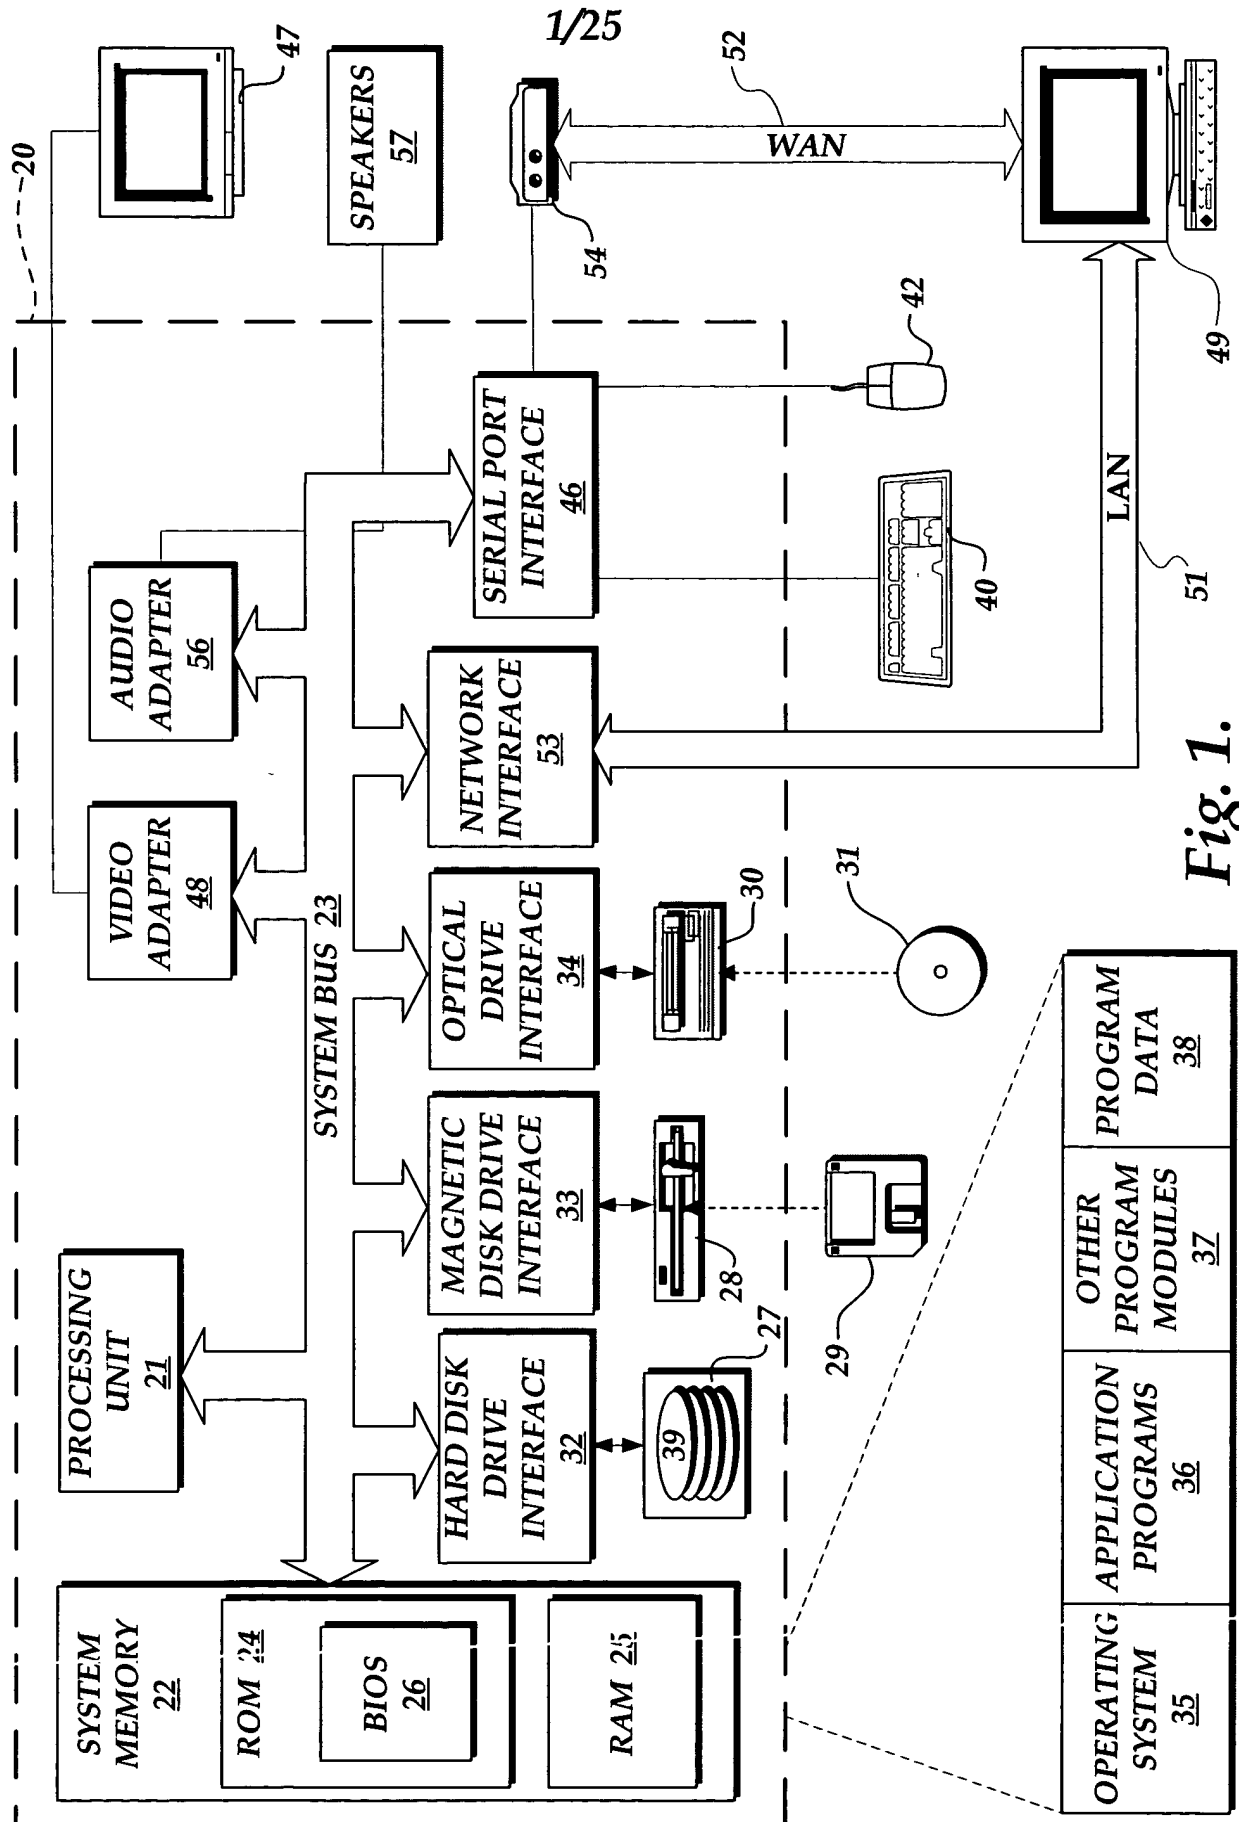 1/25
20
47
SYSTEM
MEMORY
22
ROM 24
BIOS
26
RAM 25
PROCESSING
UNIT
21
VIDEO
ADAPTER
48
AUDIO
ADAPTER
56
SPEAKERS
57
SYSTEM BUS 23
HARD DISK
DRIVE
INTERFACE
32
MAGNETIC
DISK DRIVE
INTERFACE
33
OPTICAL
DRIVE
INTERFACE
34
NETWORK
INTERFACE
53
SERIAL PORT
INTERFACE
46
54
52
WAN
39
27
28
30
29
31
40
42
LAN
51
49
OPERATING
SYSTEM
35
APPLICATION
PROGRAMS
36
OTHER
PROGRAM
MODULES
37
PROGRAM
DATA
38
Fig. 1.